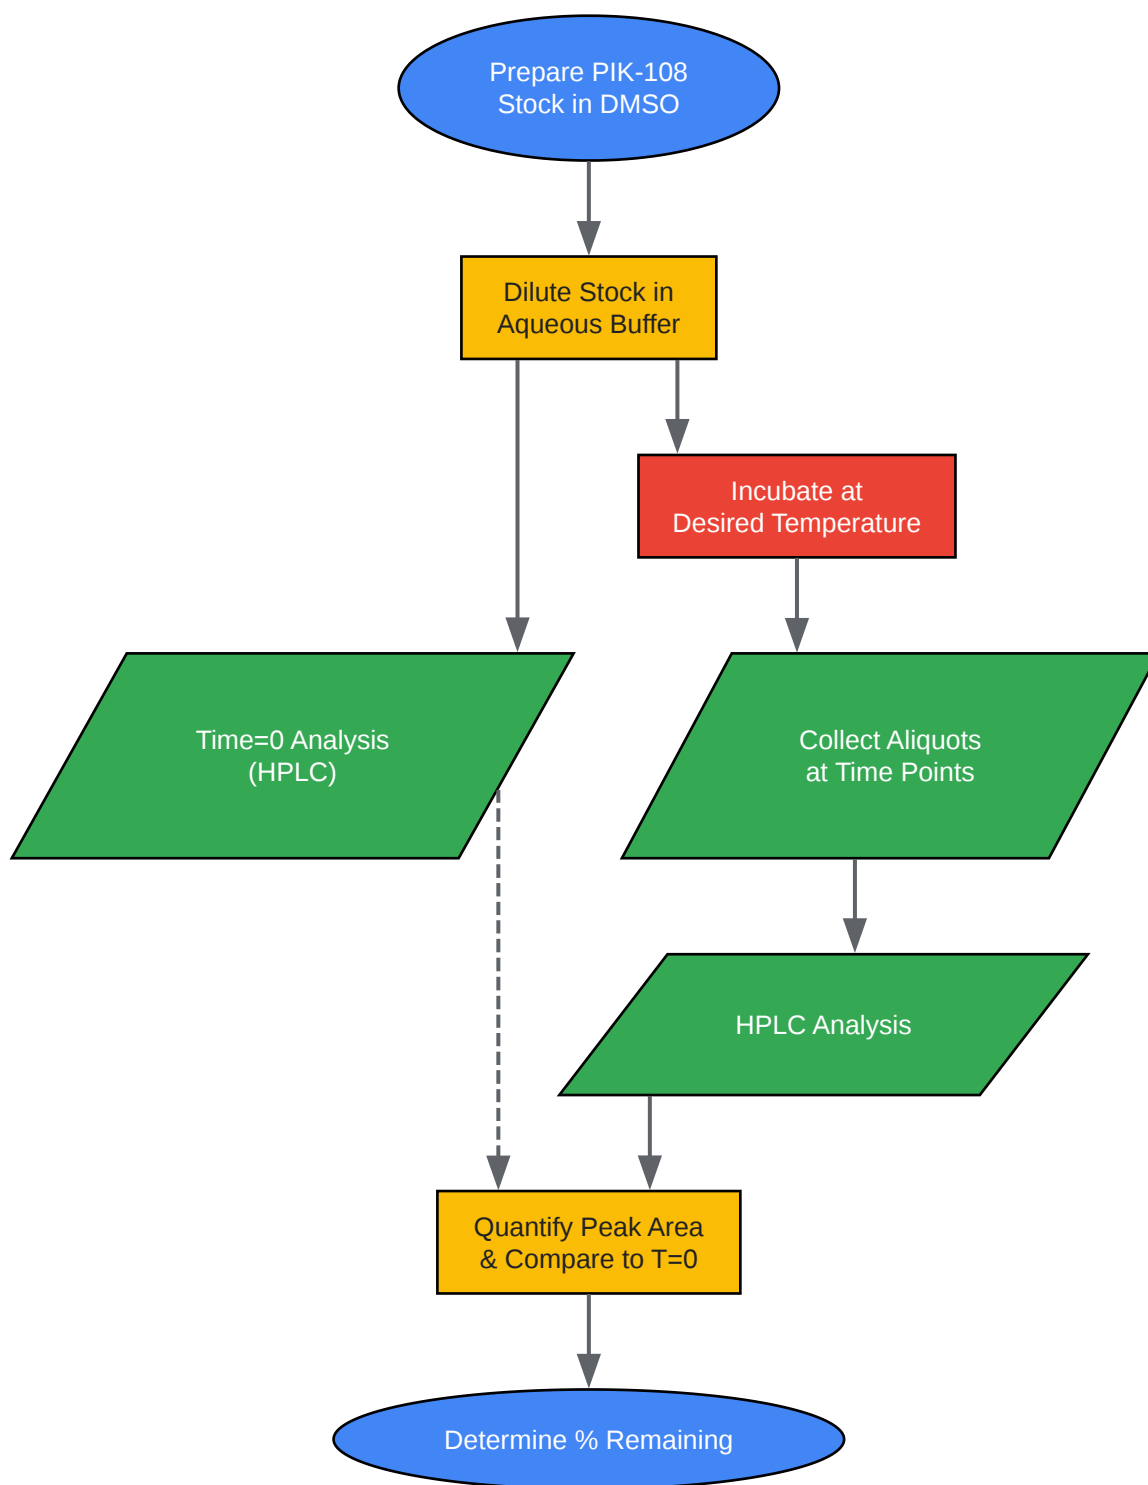 Prepare PIK-108
Stock in DMSO
Dilute Stock in
Aqueous Buffer
Incubate at
Desired Temperature
Time=0 Analysis
(HPLC)
Collect Aliquots
at Time Points
HPLC Analysis
Quantify Peak Area
& Compare to T=0
Determine % Remaining